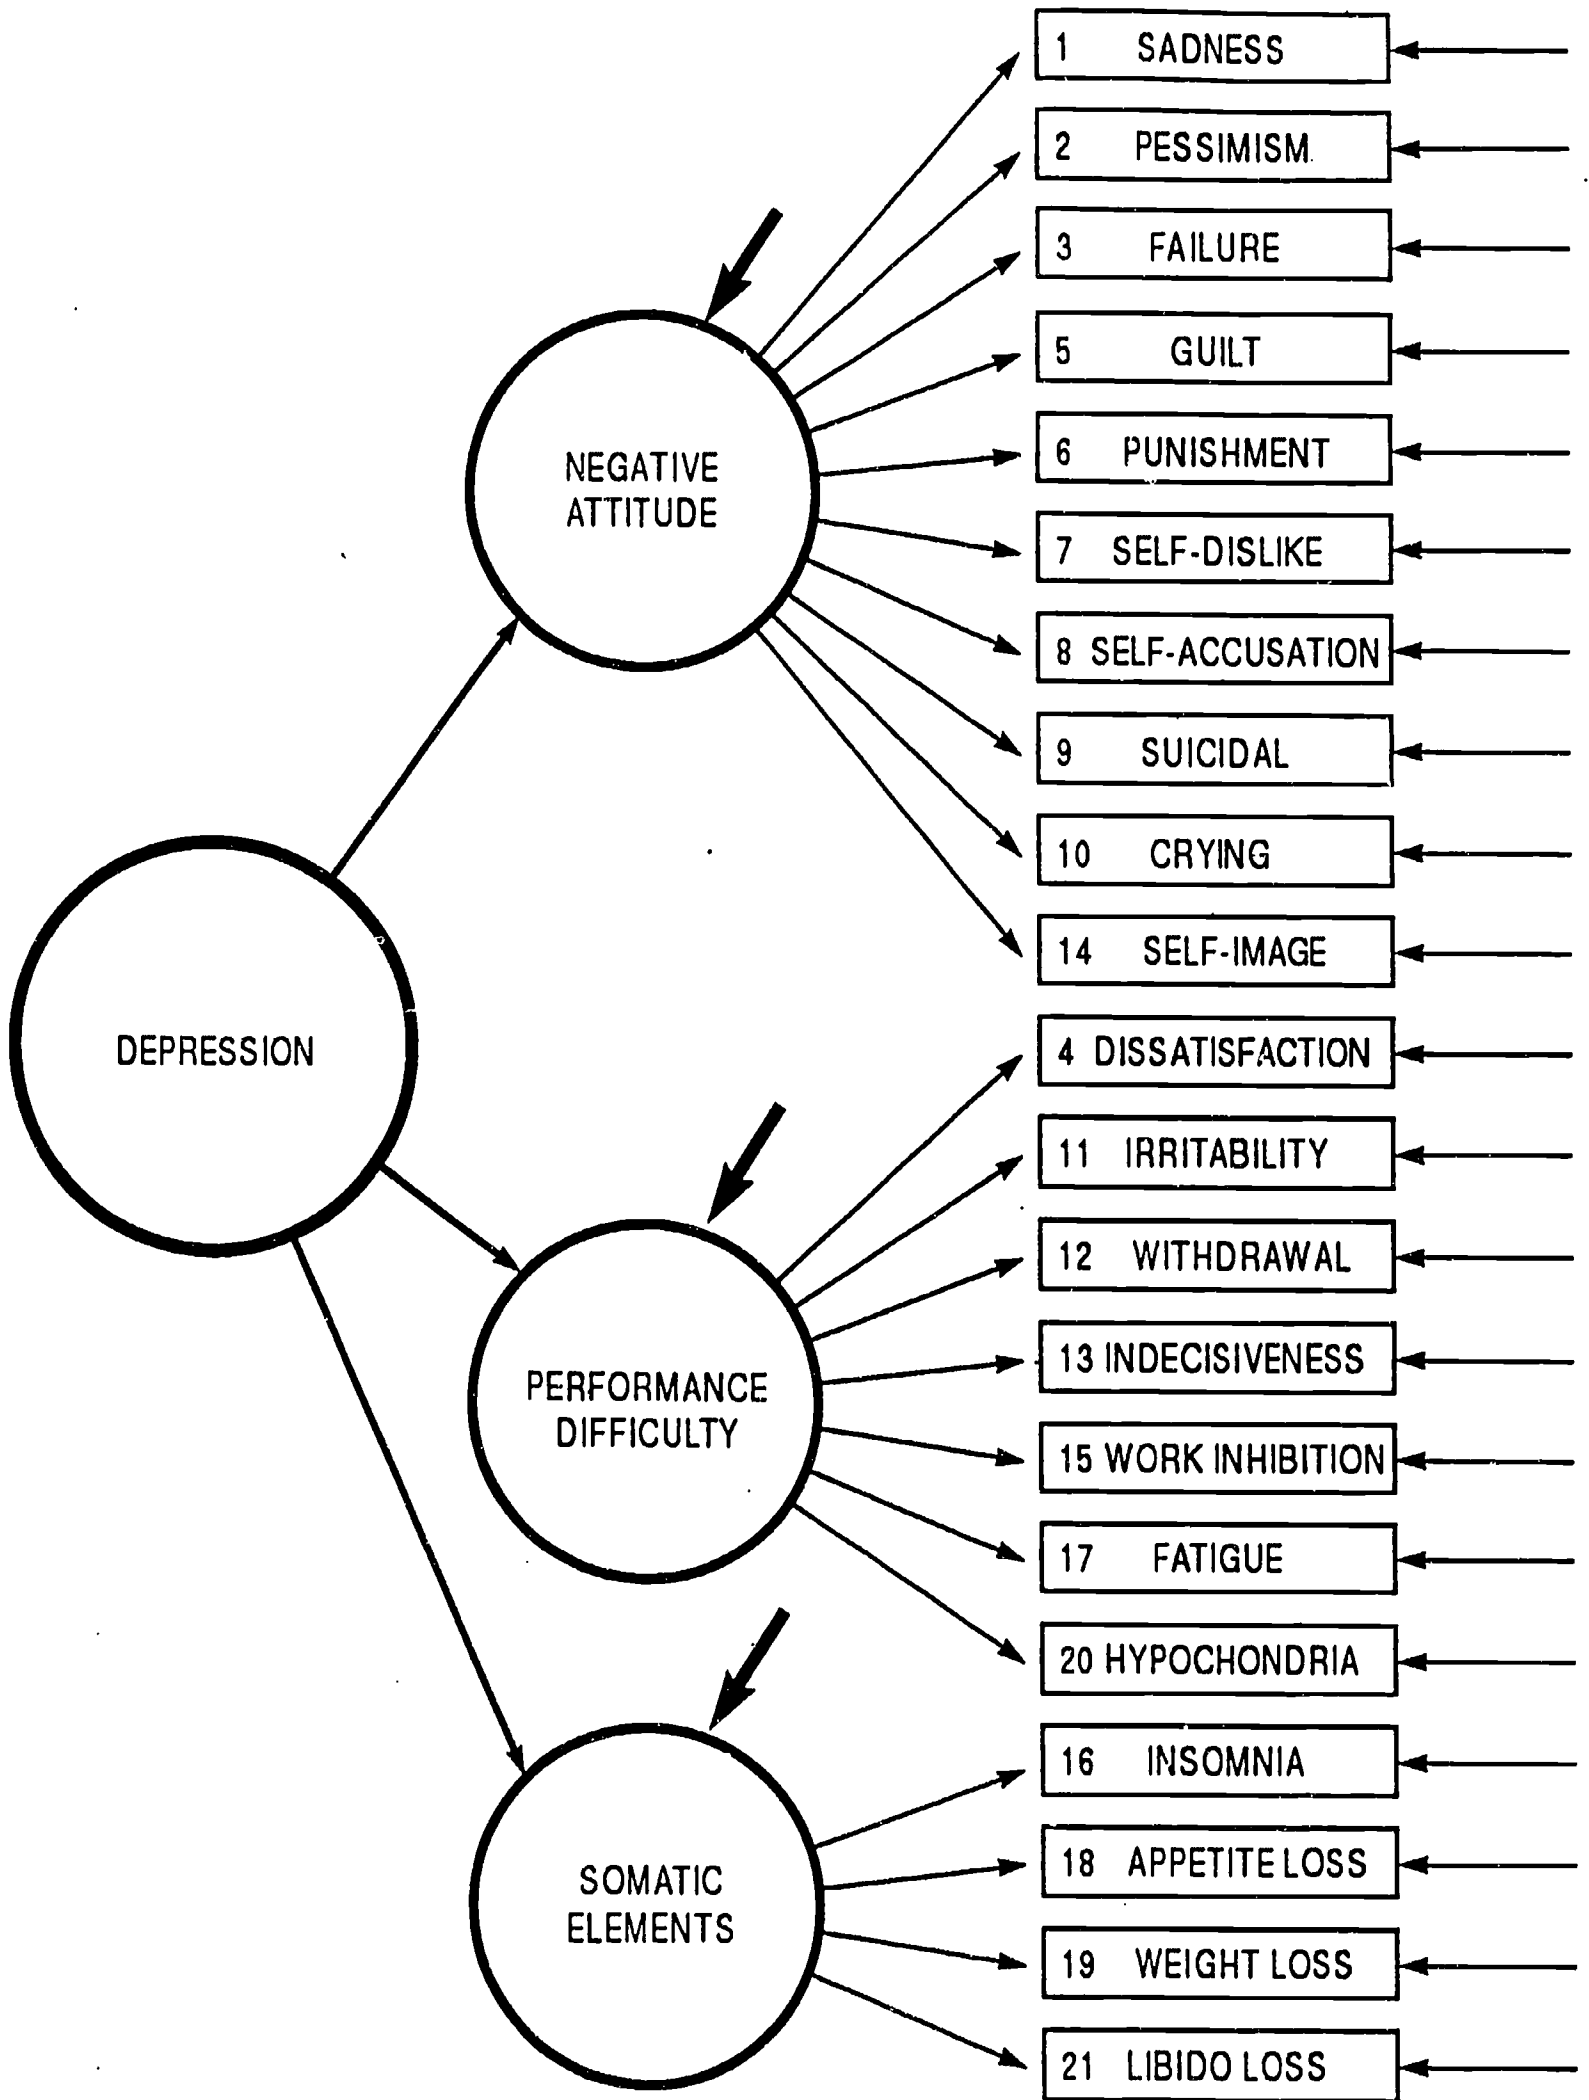 1 SADNESS
2 PESSIMISM
3 FAILURE
5 GUILT
6 PUNISHMENT
7 SELF-DISLIKE
8 SELF-ACCUSATION
9 SUICIDAL
10 CRYING
14 SELF-IMAGE
4 DISSATISFACTION
11 IRRITABILITY
12 WITHDRAWAL
13 INDECISIVENESS
15 WORK INHIBITION
17 FATIGUE
20 HYPOCHONDRIA
16 INSOMNIA
18 APPETITE LOSS
19 WEIGHT LOSS
21 LIBIDO LOSS
NEGATIVE
ATTITUDE
DEPRESSION
PERFORMANCE
DIFFICULTY
SOMATIC
ELEMENTS